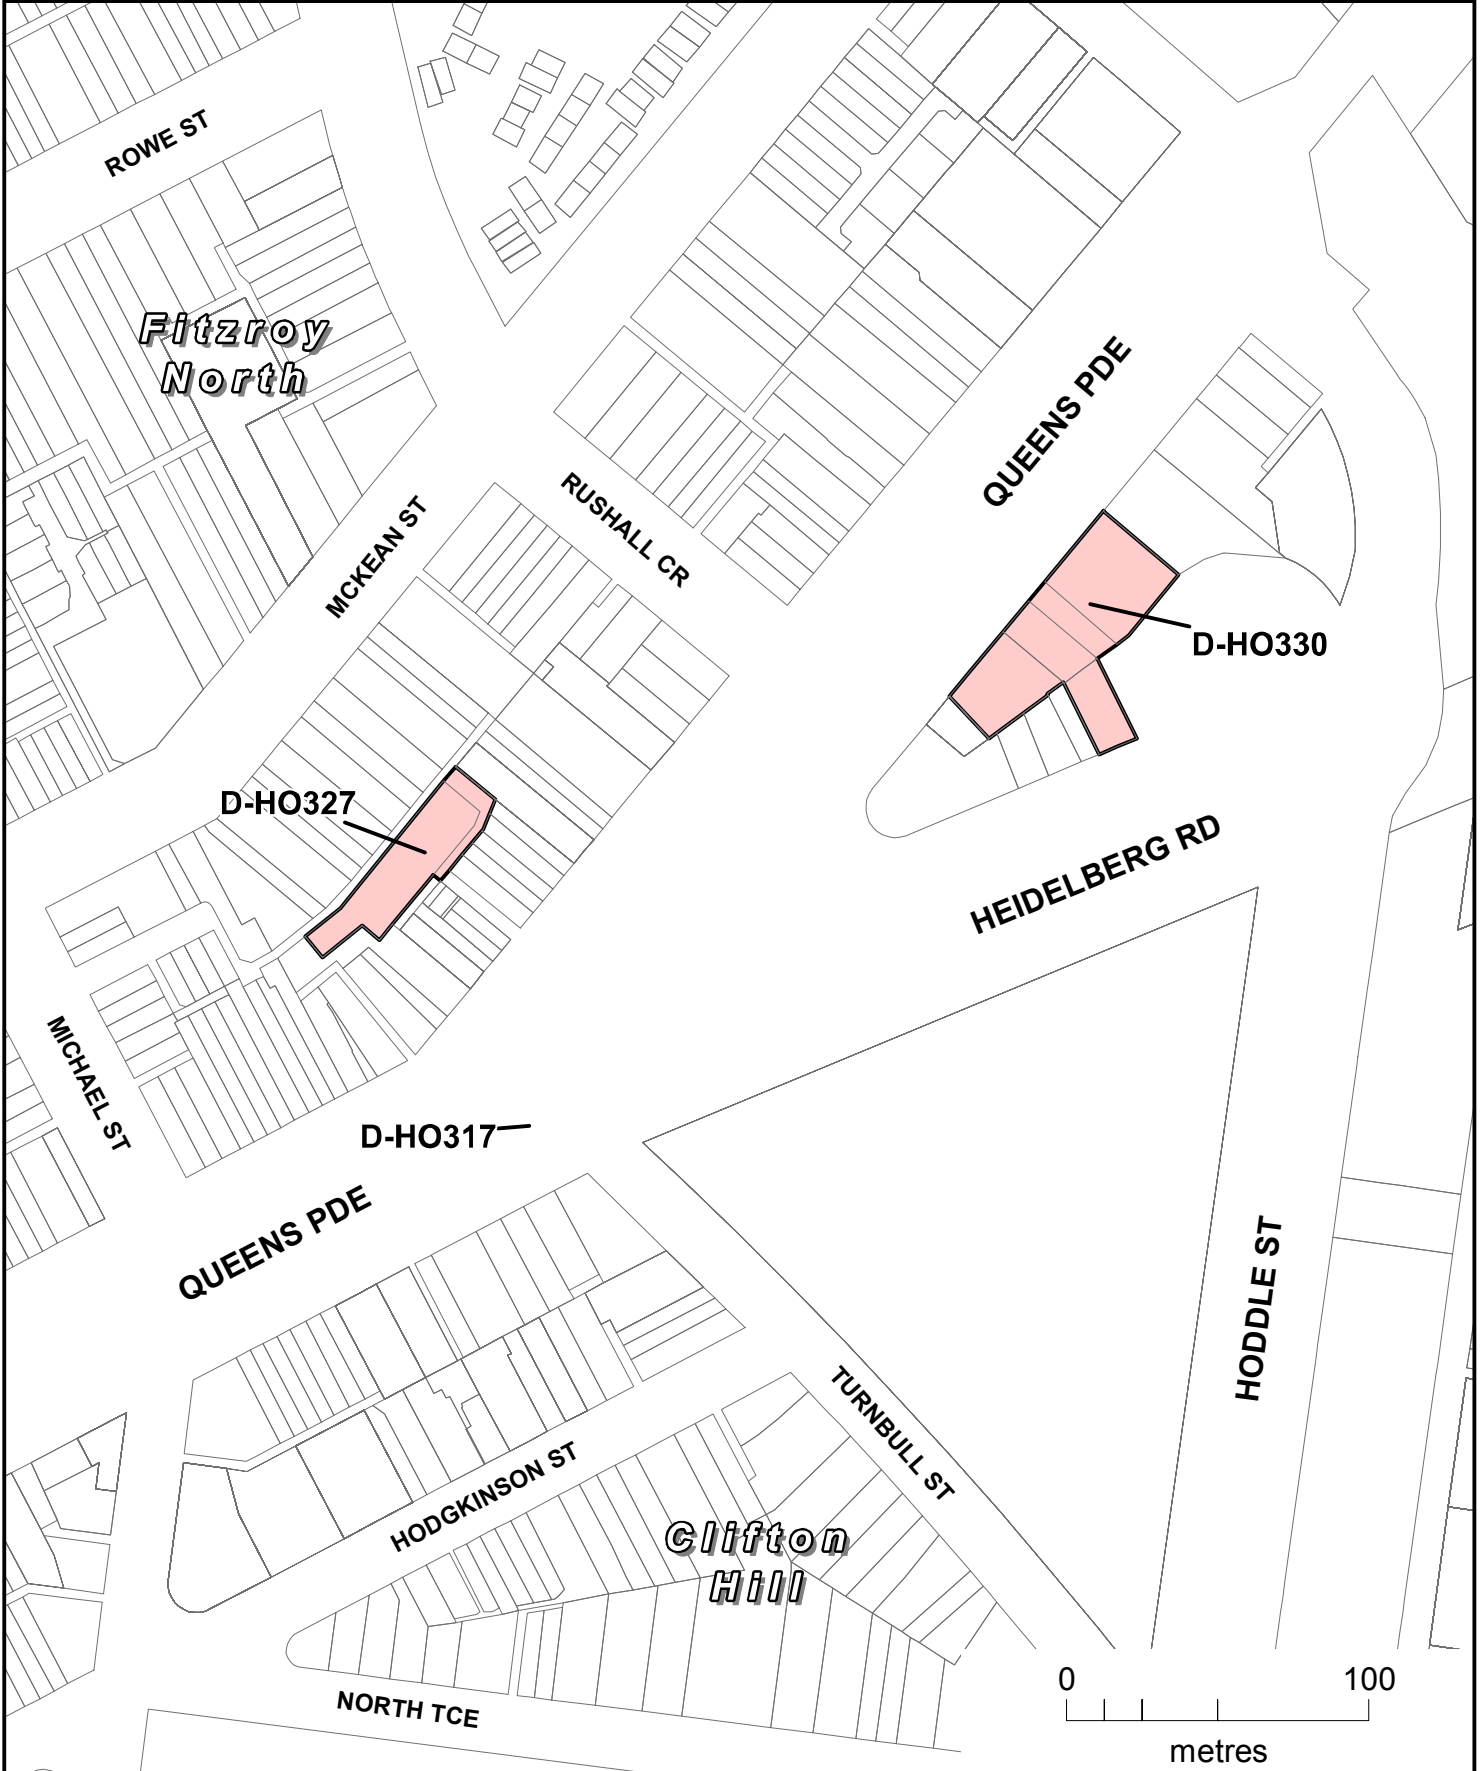 ROWE ST
Fitzroy
North
QUEENS PDE
RUSHALL CR
MCKEAN ST
D-HO330
D-HO327
HEIDELBERG RD
MICHAEL ST
D-HO317
QUEENS PDE
HODDLE ST
TURNBULL ST
HODGKINSON ST
Clifton
Hill
NORTH TCE
0 100
metres